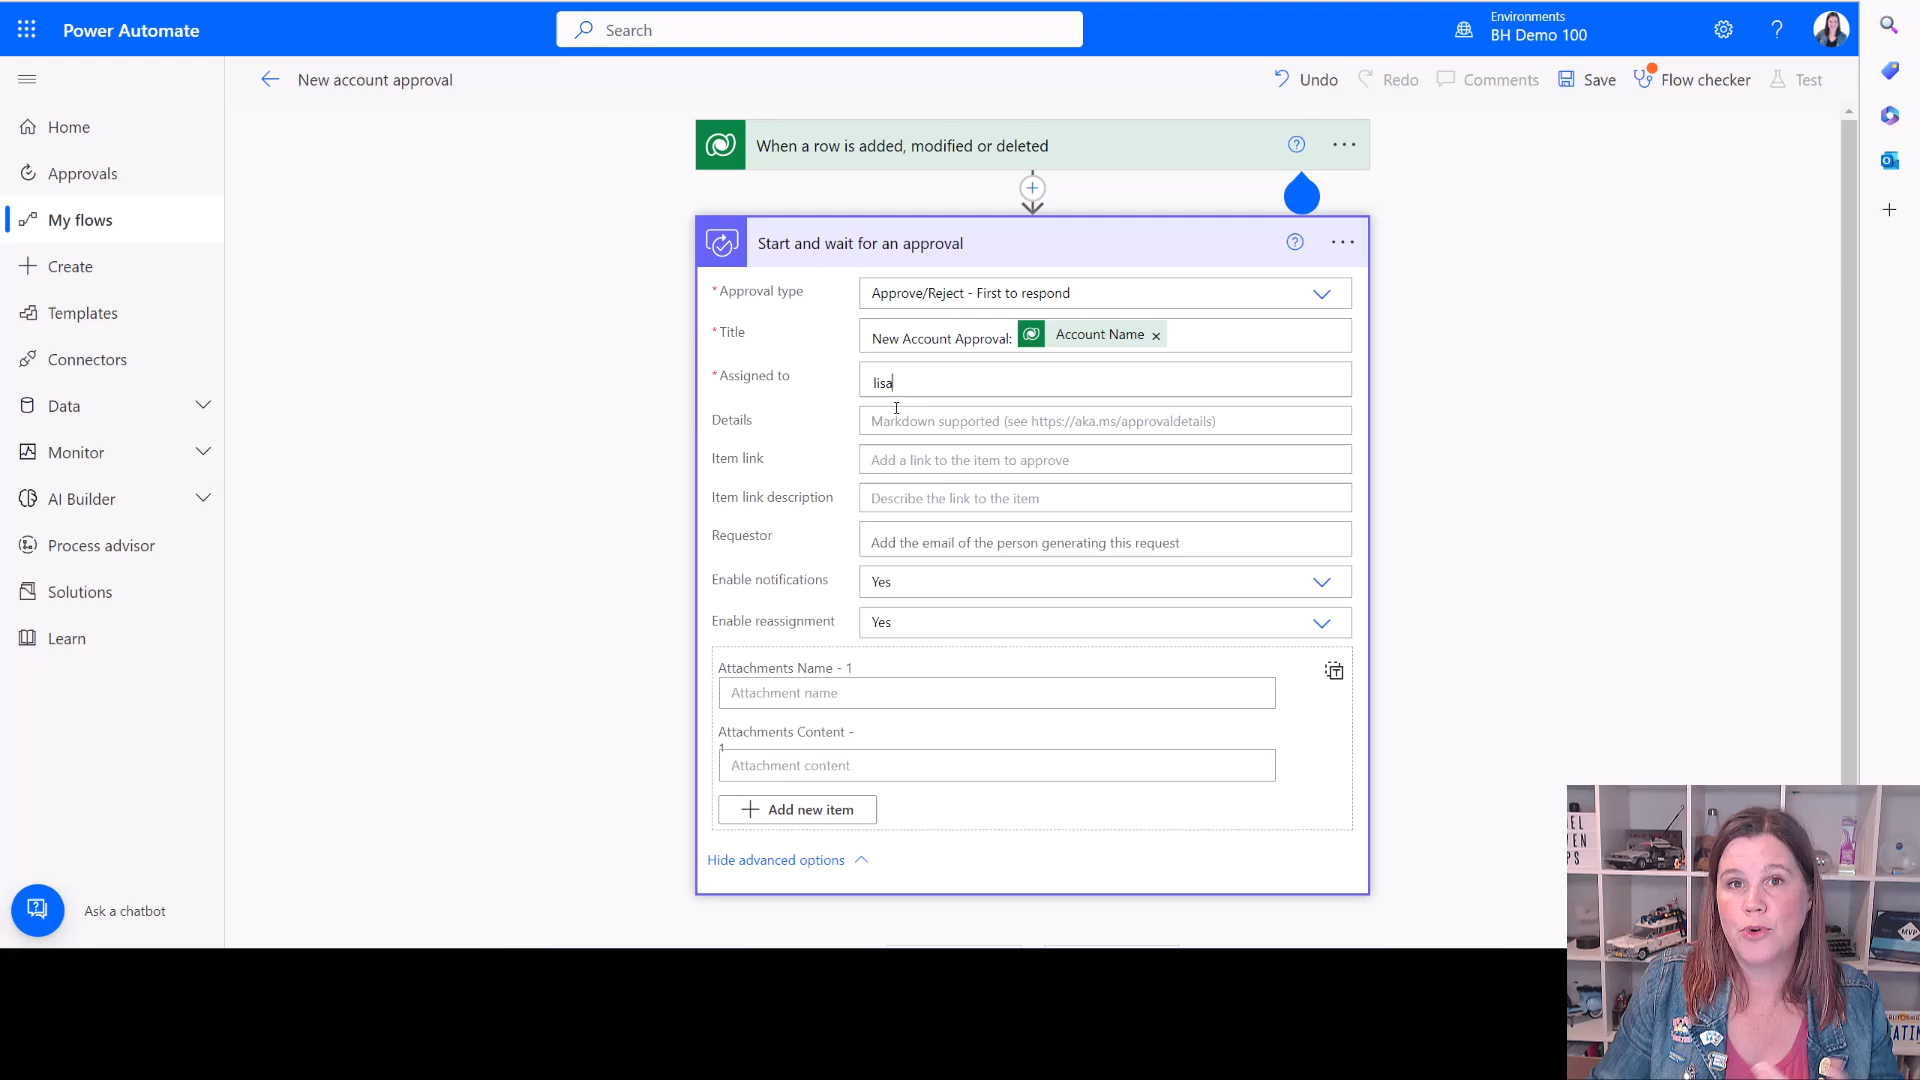 Power Automate
Search
Environments
BH Demo 100
New account approval
Undo
Redo
Comments
Save
Flow checker
Test
Home
Approvals
My flows
Create
Templates
Connectors
Data
Monitor
AI Builder
Process advisor
Solutions
Learn
Ask a chatbot
When a row is added, modified or deleted
Start and wait for an approval
* Approval type
Approve/Reject - First to respond
* Title
New Account Approval: Account Name ×
* Assigned to
lisa
Details
Markdown supported (see https://aka.ms/approvaldetails)
Item link
Add a link to the item to approve
Item link description
Describe the link to the item
Requestor
Add the email of the person generating this request
Enable notifications
Yes
Enable reassignment
Yes
Attachments Name - 1
Attachment name
Attachments Content -
1
Attachment content
Add new item
Hide advanced options
MVP